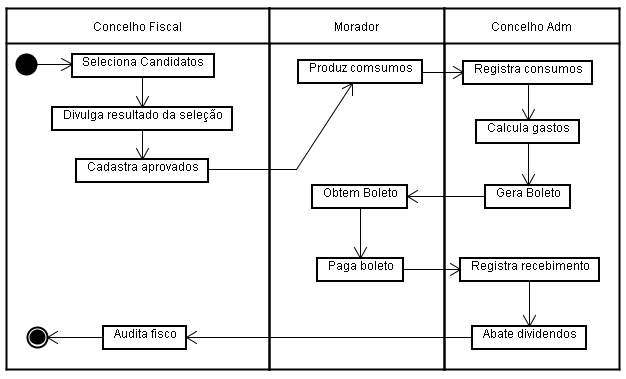 Concelho Fiscal
Morador
Concelho Adm
Seleciona Candidatos
Divulga resultado da seleção
Cadastra aprovados
Produz comsumos
Registra consumos
Calcula gastos
Gera Boleto
Obtem Boleto
Paga boleto
Registra recebimento
Abate dividendos
Audita fisco